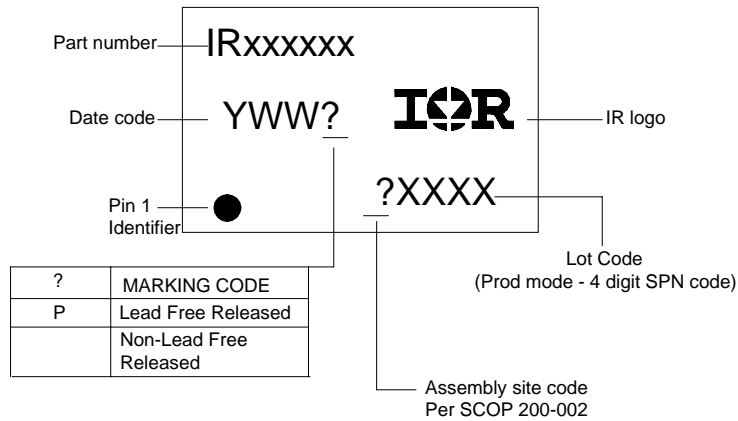 Part number
IRxxxxxx
Date code
YWW?
IOR
IR logo
?XXXX
Pin 1
Identifier
Lot Code
(Prod mode - 4 digit SPN code)
? MARKING CODE
P Lead Free Released
Non-Lead Free
Released
Assembly site code
Per SCOP 200-002